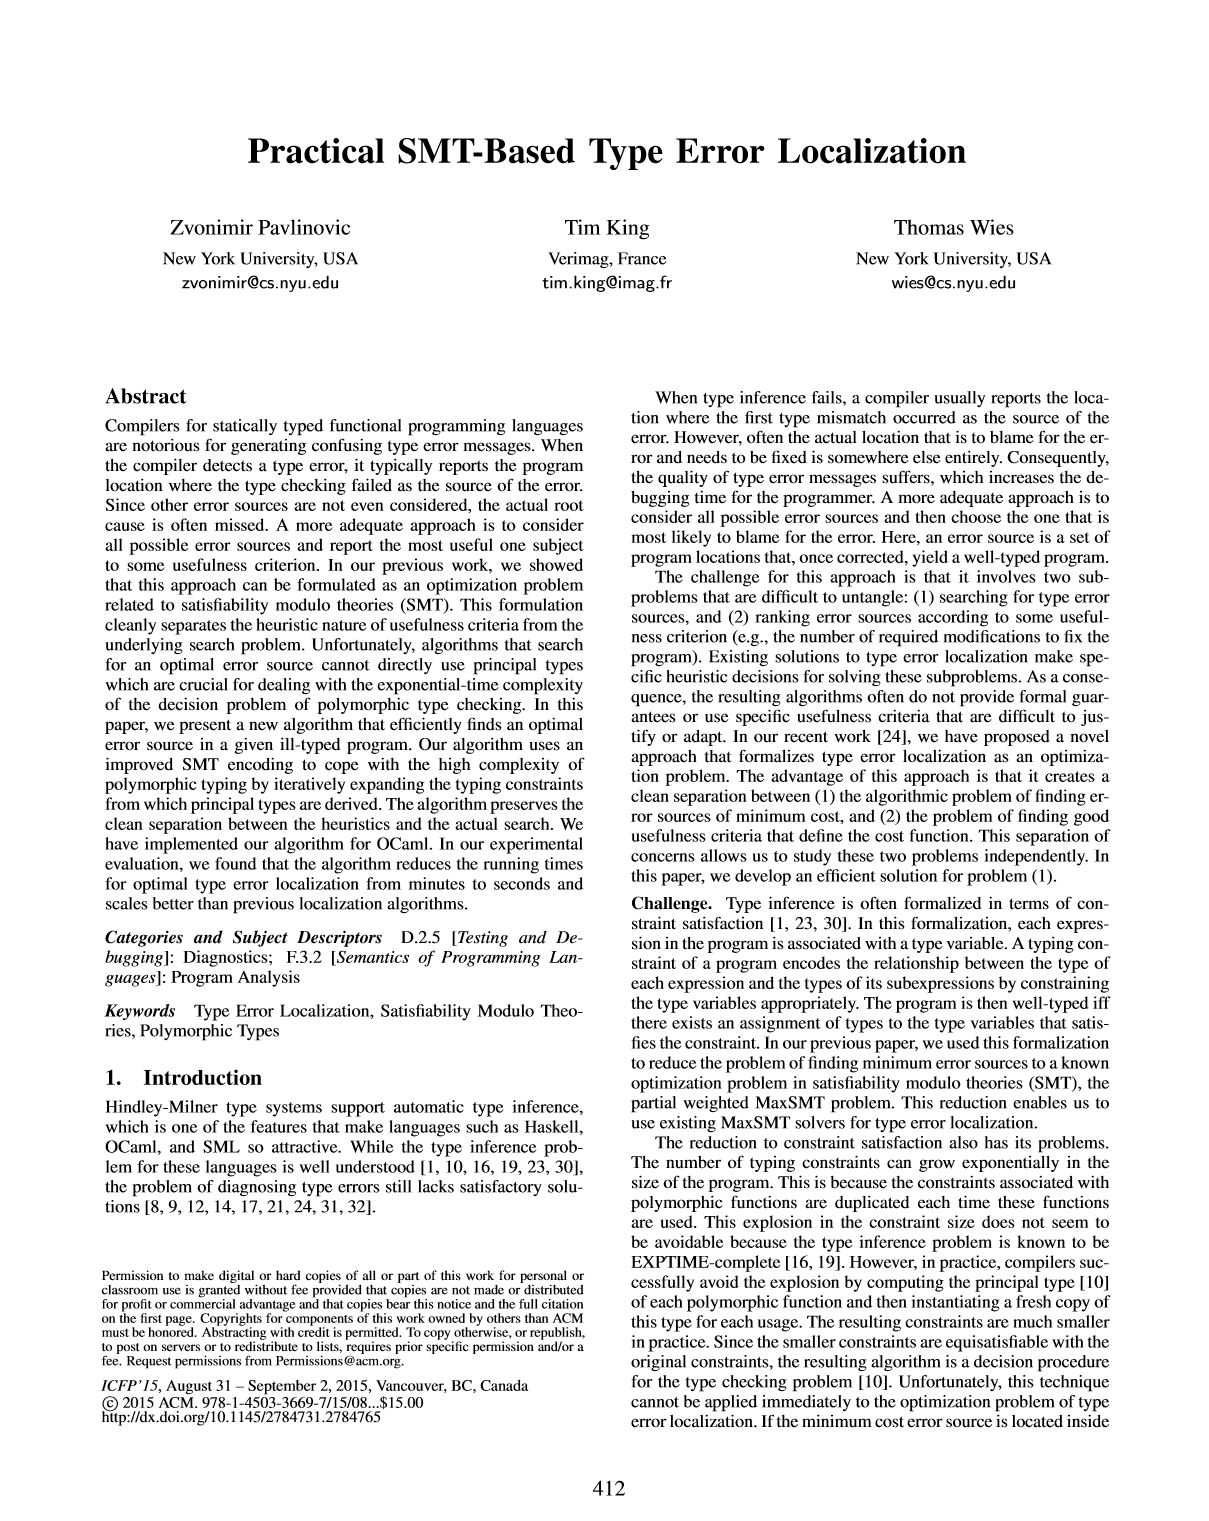 Practical SMT-Based Type Error Localization
Zvonimir Pavlinovic
New York University, USA
zvonimir@cs.nyu.edu
Tim King
Verimag, France
tim.king@imag.fr
Thomas Wies
New York University, USA
wies@cs.nyu.edu
Abstract
Compilers for statically typed functional programming languages
are notorious for generating confusing type error messages. When
the compiler detects a type error, it typically reports the program
location where the type checking failed as the source of the error.
Since other error sources are not even considered, the actual root
cause is often missed. A more adequate approach is to consider
all possible error sources and report the most useful one subject
to some usefulness criterion. In our previous work, we showed
that this approach can be formulated as an optimization problem
related to satisfiability modulo theories (SMT). This formulation
cleanly separates the heuristic nature of usefulness criteria from the
underlying search problem. Unfortunately, algorithms that search
for an optimal error source cannot directly use principal types
which are crucial for dealing with the exponential-time complexity
of the decision problem of polymorphic type checking. In this
paper, we present a new algorithm that efficiently finds an optimal
error source in a given ill-typed program. Our algorithm uses an
improved SMT encoding to cope with the high complexity of
polymorphic typing by iteratively expanding the typing constraints
from which principal types are derived. The algorithm preserves the
clean separation between the heuristics and the actual search. We
have implemented our algorithm for OCaml. In our experimental
evaluation, we found that the algorithm reduces the running times
for optimal type error localization from minutes to seconds and
scales better than previous localization algorithms.
Categories and Subject Descriptors D.2.5 [Testing and De-
bugging]: Diagnostics; F.3.2 [Semantics of Programming Lan-
guages]: Program Analysis
Keywords Type Error Localization, Satisfiability Modulo Theo-
ries, Polymorphic Types
1. Introduction
Hindley-Milner type systems support automatic type inference,
which is one of the features that make languages such as Haskell,
OCaml, and SML so attractive. While the type inference prob-
lem for these languages is well understood [1, 10, 16, 19, 23, 30],
the problem of diagnosing type errors still lacks satisfactory solu-
tions [8, 9, 12, 14, 17, 21, 24, 31, 32].
Permission to make digital or hard copies of all or part of this work for personal or
classroom use is granted without fee provided that copies are not made or distributed
for profit or commercial advantage and that copies bear this notice and the full citation
on the first page. Copyrights for components of this work owned by others than ACM
must be honored. Abstracting with credit is permitted. To copy otherwise, or republish,
to post on servers or to redistribute to lists, requires prior specific permission and/or a
fee. Request permissions from Permissions@acm.org.
ICFP'15, August 31 – September 2, 2015, Vancouver, BC, Canada
© 2015 ACM. 978-1-4503-3669-7/15/08...$15.00
http://dx.doi.org/10.1145/2784731.2784765
When type inference fails, a compiler usually reports the loca-
tion where the first type mismatch occurred as the source of the
error. However, often the actual location that is to blame for the er-
ror and needs to be fixed is somewhere else entirely. Consequently,
the quality of type error messages suffers, which increases the de-
bugging time for the programmer. A more adequate approach is to
consider all possible error sources and then choose the one that is
most likely to blame for the error. Here, an error source is a set of
program locations that, once corrected, yield a well-typed program.
The challenge for this approach is that it involves two sub-
problems that are difficult to untangle: (1) searching for type error
sources, and (2) ranking error sources according to some useful-
ness criterion (e.g., the number of required modifications to fix the
program). Existing solutions to type error localization make spe-
cific heuristic decisions for solving these subproblems. As a conse-
quence, the resulting algorithms often do not provide formal guar-
antees or use specific usefulness criteria that are difficult to jus-
tify or adapt. In our recent work [24], we have proposed a novel
approach that formalizes type error localization as an optimiza-
tion problem. The advantage of this approach is that it creates a
clean separation between (1) the algorithmic problem of finding er-
ror sources of minimum cost, and (2) the problem of finding good
usefulness criteria that define the cost function. This separation of
concerns allows us to study these two problems independently. In
this paper, we develop an efficient solution for problem (1).
Challenge. Type inference is often formalized in terms of con-
straint satisfaction [1, 23, 30]. In this formalization, each expres-
sion in the program is associated with a type variable. A typing con-
straint of a program encodes the relationship between the type of
each expression and the types of its subexpressions by constraining
the type variables appropriately. The program is then well-typed iff
there exists an assignment of types to the type variables that satis-
fies the constraint. In our previous paper, we used this formalization
to reduce the problem of finding minimum error sources to a known
optimization problem in satisfiability modulo theories (SMT), the
partial weighted MaxSMT problem. This reduction enables us to
use existing MaxSMT solvers for type error localization.
The reduction to constraint satisfaction also has its problems.
The number of typing constraints can grow exponentially in the
size of the program. This is because the constraints associated with
polymorphic functions are duplicated each time these functions
are used. This explosion in the constraint size does not seem to
be avoidable because the type inference problem is known to be
EXPTIME-complete [16, 19]. However, in practice, compilers suc-
cessfully avoid the explosion by computing the principal type [10]
of each polymorphic function and then instantiating a fresh copy of
this type for each usage. The resulting constraints are much smaller
in practice. Since the smaller constraints are equisatisfiable with the
original constraints, the resulting algorithm is a decision procedure
for the type checking problem [10]. Unfortunately, this technique
cannot be applied immediately to the optimization problem of type
error localization. If the minimum cost error source is located inside
412